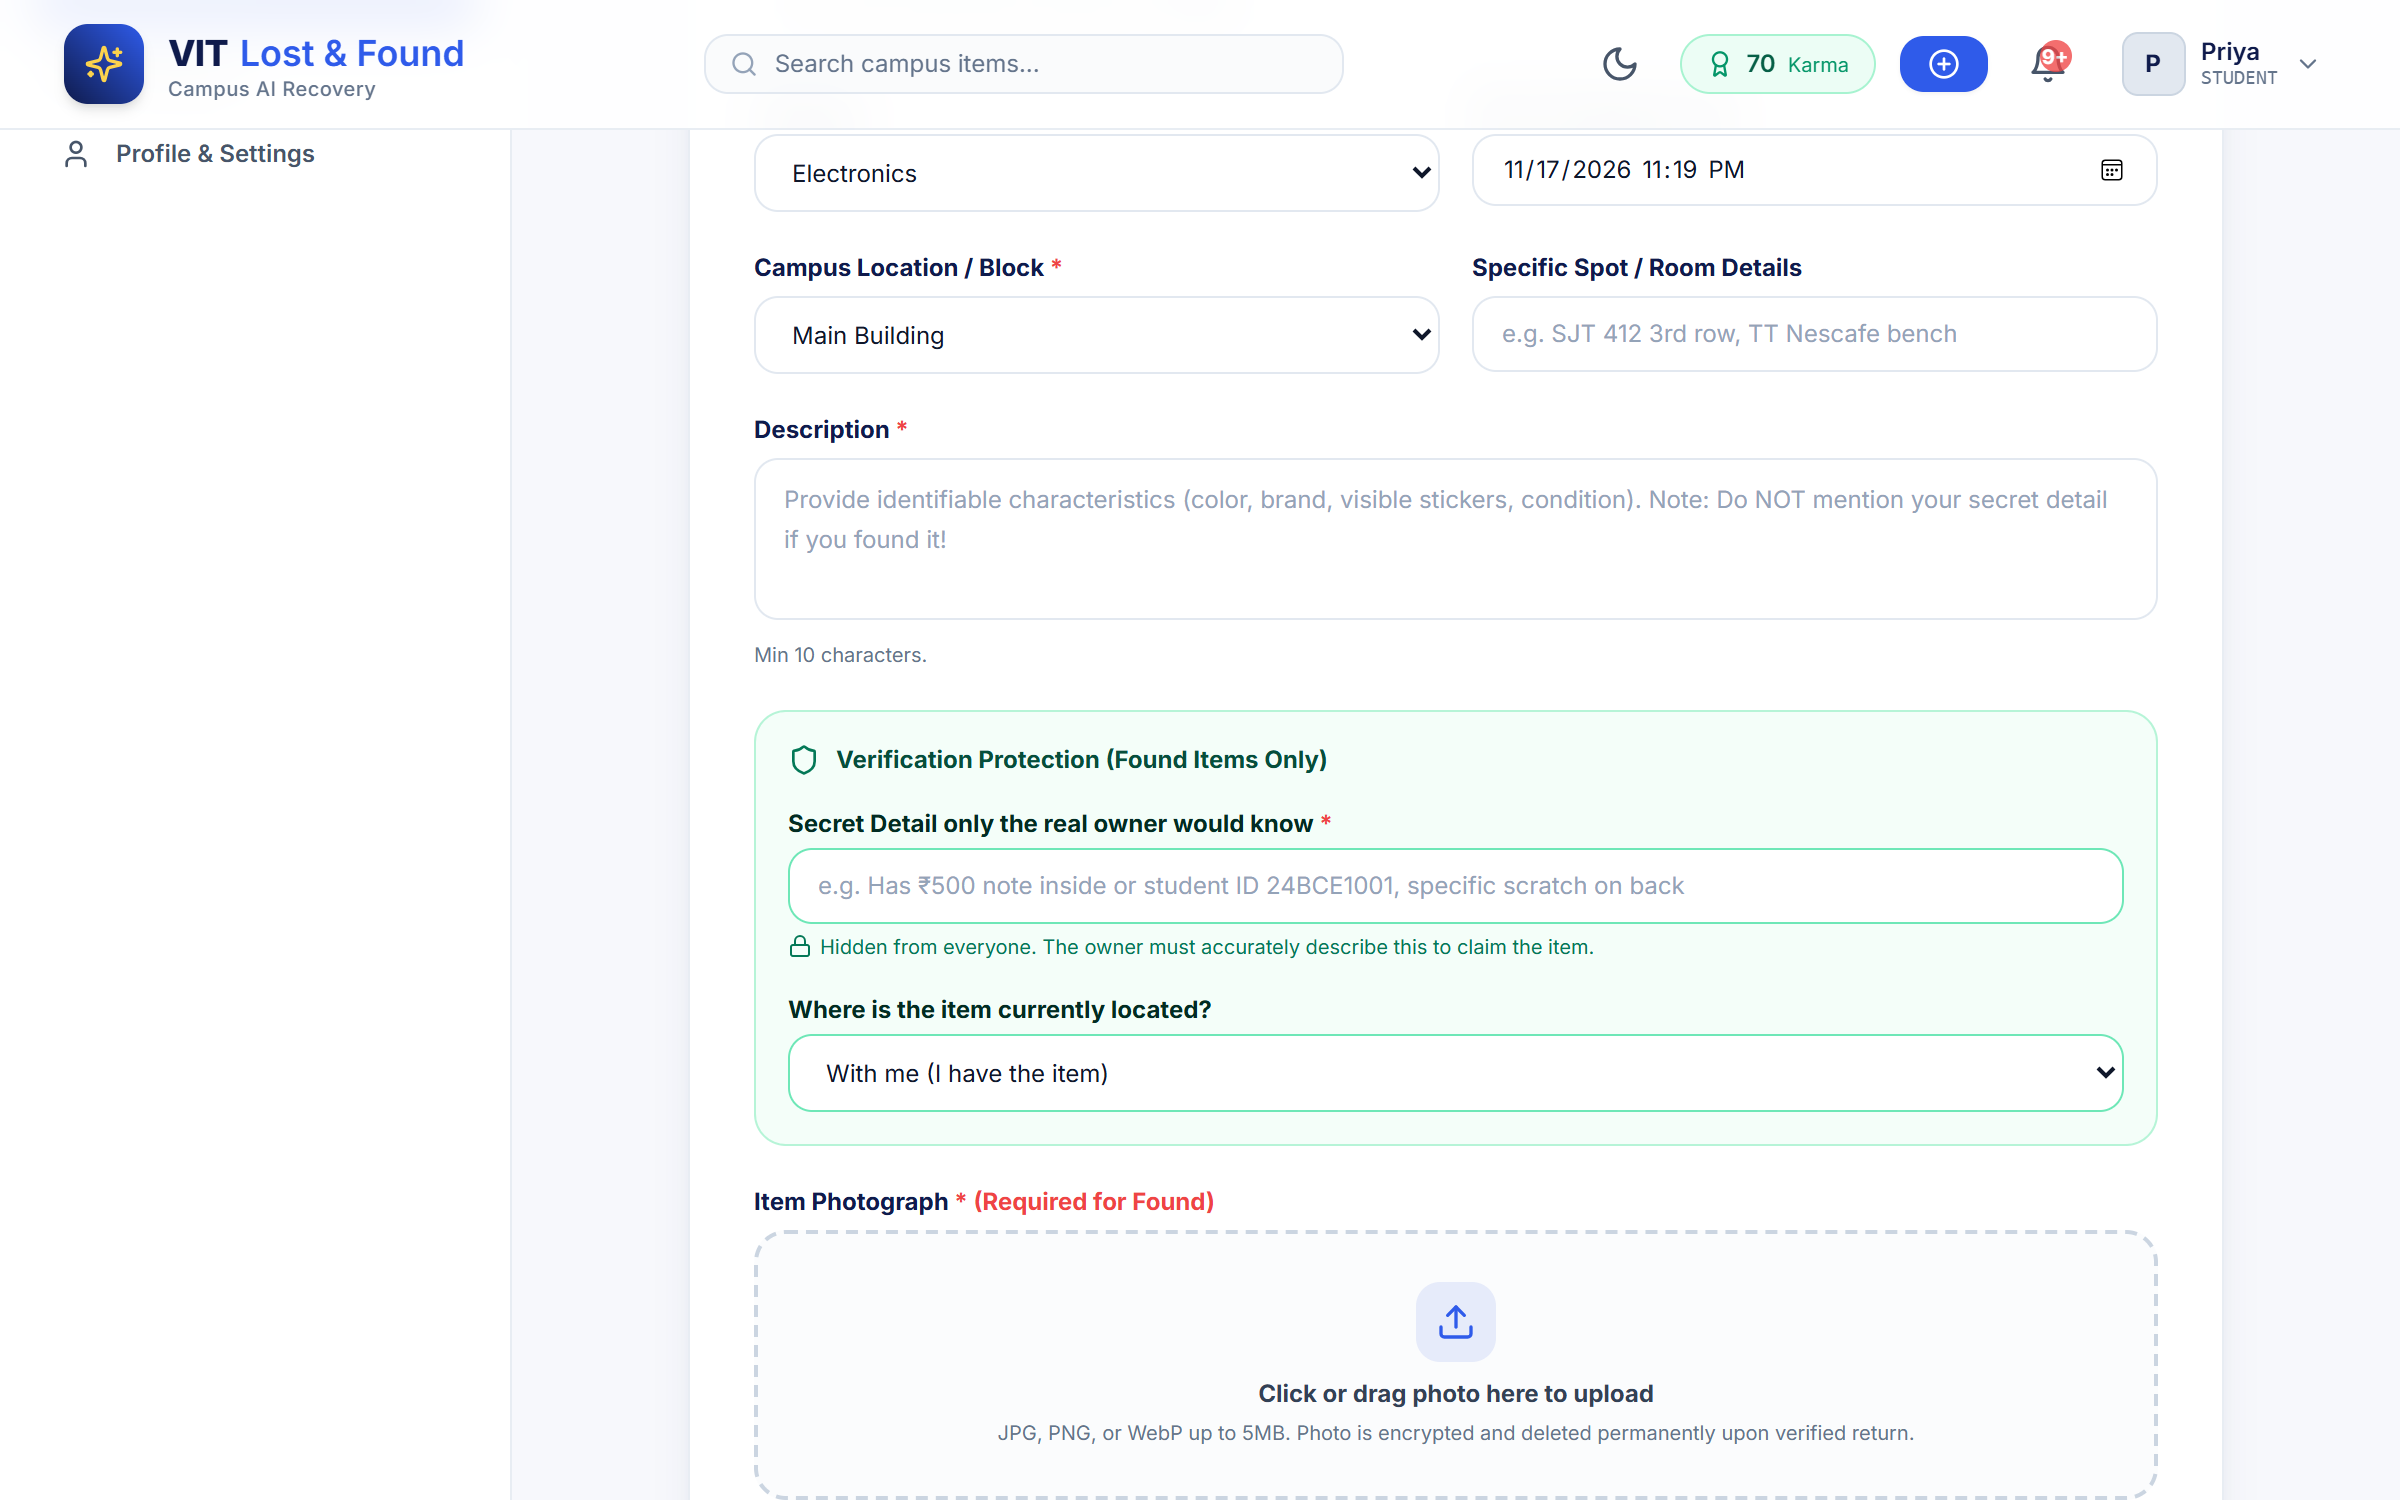 VIT Lost & Found
Campus AI Recovery
Search campus items...
70 Karma
9+
P
Priya
STUDENT
Profile & Settings
Electronics
11/17/2026 11:19 PM
Campus Location / Block *
Specific Spot / Room Details
Main Building
e.g. SJT 412 3rd row, TT Nescafe bench
Description *
Provide identifiable characteristics (color, brand, visible stickers, condition). Note: Do NOT mention your secret detail
if you found it!
Min 10 characters.
Verification Protection (Found Items Only)
Secret Detail only the real owner would know *
e.g. Has ₹500 note inside or student ID 24BCE1001, specific scratch on back
Hidden from everyone. The owner must accurately describe this to claim the item.
Where is the item currently located?
With me (I have the item)
Item Photograph * (Required for Found)
Click or drag photo here to upload
JPG, PNG, or WebP up to 5MB. Photo is encrypted and deleted permanently upon verified return.